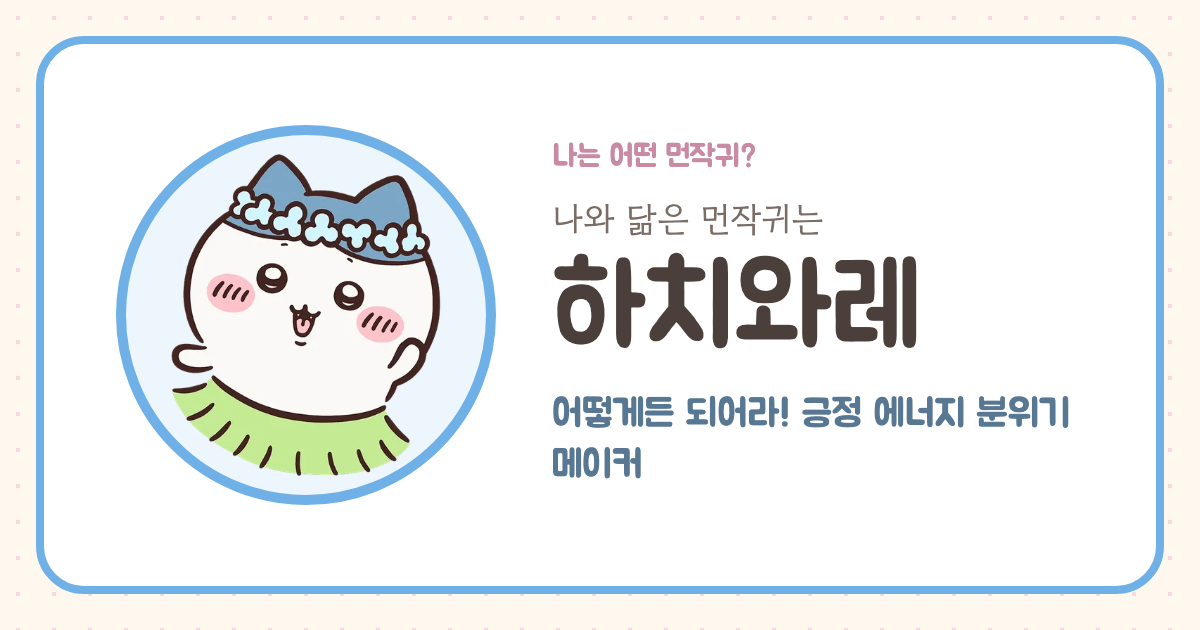 나는 어떤 먼작귀?
나와 닮은 먼작귀는
하치와레
어떻게든 되어라! 긍정 에너지 분위기
메이커